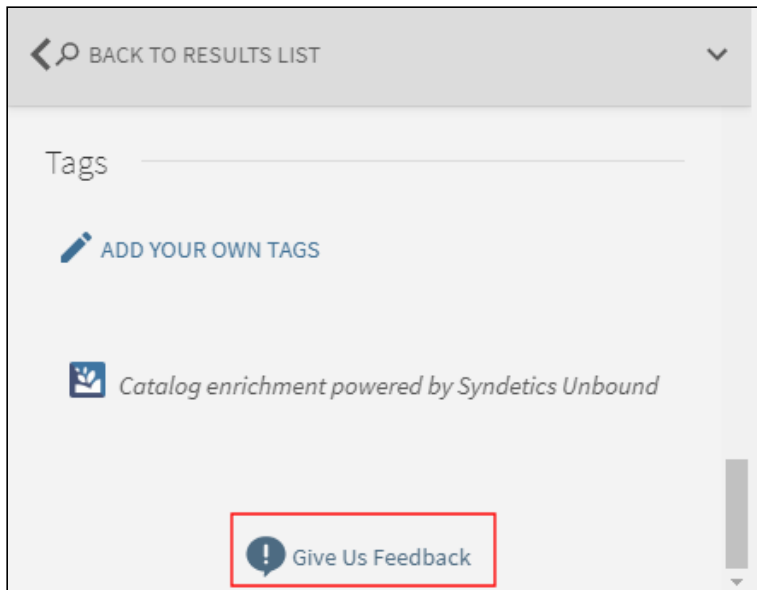 BACK TO RESULTS LIST
Tags
ADD YOUR OWN TAGS
Catalog enrichment powered by Syndetics Unbound
Give Us Feedback